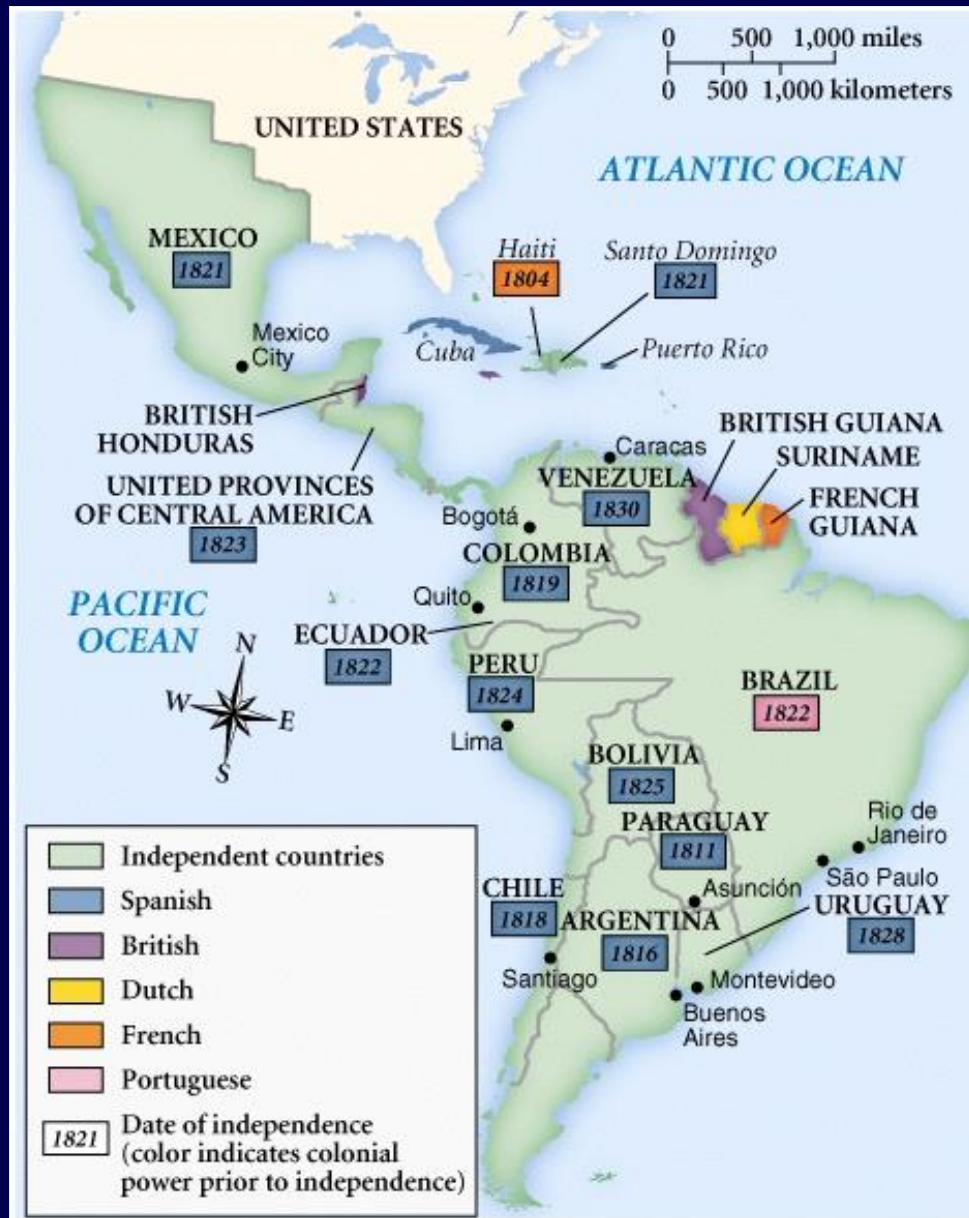 0 500 1,000 miles
0 500 1,000 kilometers
UNITED STATES
ATLANTIC OCEAN
MEXICO
1821
Haiti
1804
Santo Domingo
1821
Mexico
City
Cuba
Puerto Rico
BRITISH
HONDURAS
BRITISH GUIANA
SURINAME
FRENCH
GUIANA
Caracas
VENEZUELA
1830
UNITED PROVINCES
OF CENTRAL AMERICA
1823
Bogotá
COLOMBIA
1819
PACIFIC
OCEAN
Quito
ECUADOR
1822
PERU
1824
Lima
BRAZIL
1822
N
W
E
S
BOLIVIA
1825
PARAGUAY
1811
Rio de
Janeiro
São Paulo
Asunción
CHILE
1818
ARGENTINA
1816
URUGUAY
1828
Santiago
Montevideo
Buenos
Aires
Independent countries
Spanish
British
Dutch
French
Portuguese
1821
Date of independence
(color indicates colonial
power prior to independence)